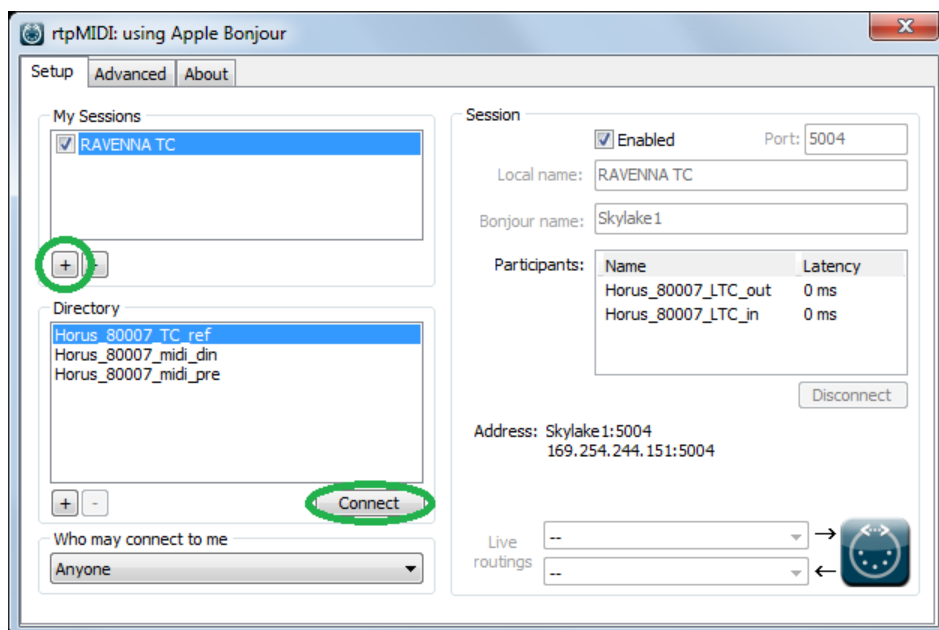 rtpMIDI: using Apple Bonjour
Setup
Advanced
About
My Sessions
RAVENNA TC
+
-
Directory
Horus_80007_TC_ref
Horus_80007_midi_din
Horus_80007_midi_pre
+
-
Connect
Who may connect to me
Anyone
Session
Enabled
Port: 5004
Local name: RAVENNA TC
Bonjour name: Skylake1
Participants:
Name Latency
Horus_80007_LTC_out 0 ms
Horus_80007_LTC_in 0 ms
Disconnect
Address: Skylake1:5004
169.254.244.151:5004
Live
routings
--
→
--
←